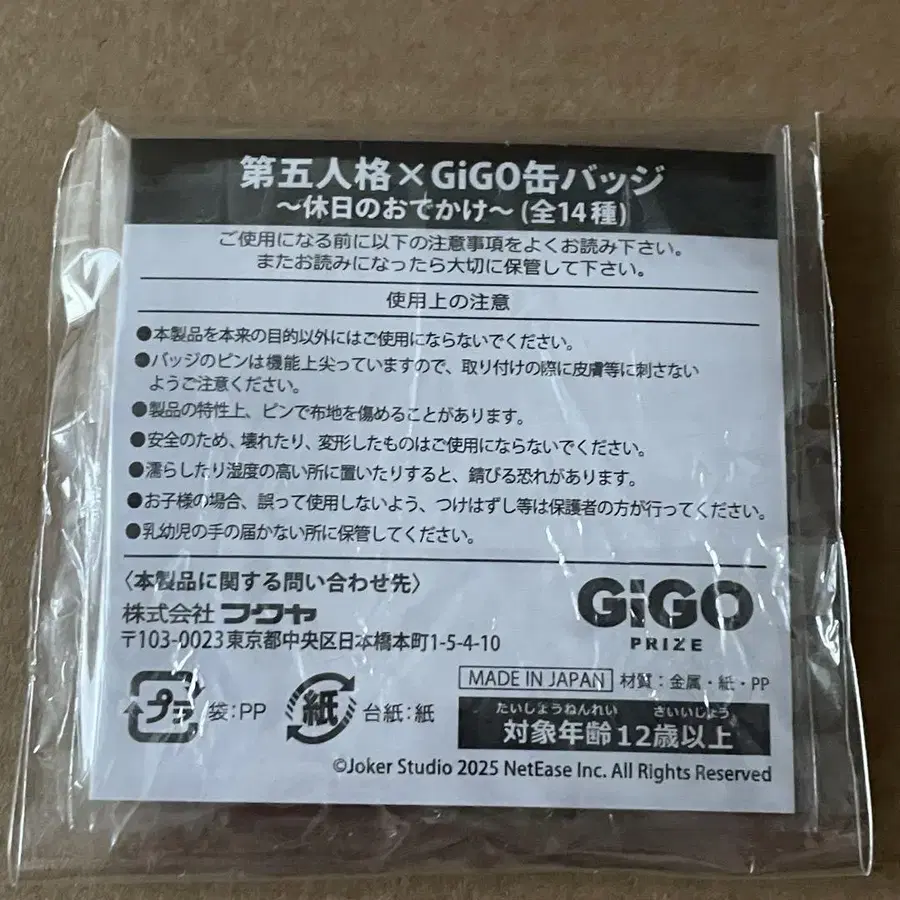 第五人格×GiGO缶バッジ
～休日のおでかけ～(全14種)
ご使用になる前に以下の注意事項をよくお読み下さい。
またお読みになったら大切に保管して下さい。
使用上の注意
●本製品を本来の目的以外にはご使用にならないでください。
●バッジのピンは機能上尖っていますので、取り付けの際に皮膚等に刺さない
ようご注意ください。
●製品の特性上、ピンで布地を傷めることがあります。
●安全のため、壊れたり、変形したものはご使用にならないでください。
●濡らしたり湿度の高い所に置いたりすると、錆びる恐れがあります。
●お子様の場合、誤って使用しないよう、つけはずし等は保護者の方が行ってください。
●乳幼児の手の届かない所に保管してください。
〈本製品に関する問い合わせ先〉
株式会社 フクヤ
〒103-0023東京都中央区日本橋本町1-5-4-10
GiGO
PRIZE
MADE IN JAPAN 材質：金属・紙・PP
プラ 袋：PP 紙 台紙：紙
たいしょうねんれい さいいじょう
対象年齢12歳以上
©Joker Studio 2025 NetEase Inc. All Rights Reserved